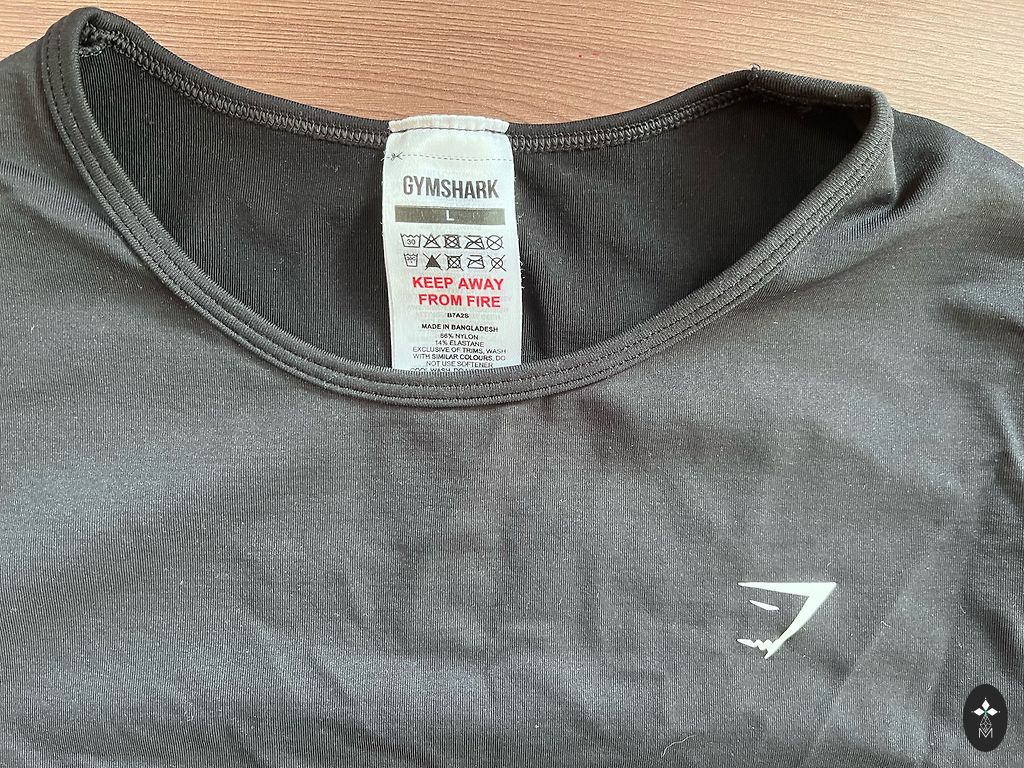 GYMSHARK
L
30
KEEP AWAY
FROM FIRE
B7A2S
MADE IN BANGLADESH
86% NYLON
14% ELASTANE
EXCLUSIVE OF TRIMS, WASH
WITH SIMILAR COLOURS, DO
NOT USE SOFTENER
M